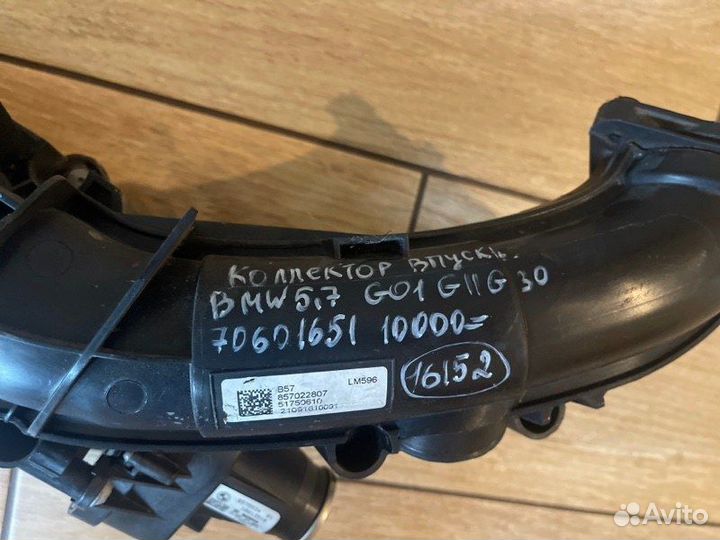 КОЛЛЕКТОР ВПУСКН.
BMW 5,7 G01 G11 G30
70601651 10000=
16152
B57 LM596
857022807
51750610
Avito